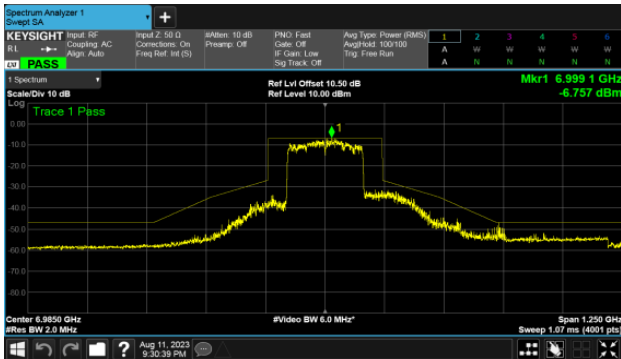 Spectrum Analyzer 1
Swept SA
KEYSIGHT Input: RF Input Z: 50 Ω #Atten: 10 dB PNO: Fast Avg Type: Power (RMS) 1 2 3 4 5 6
RL Coupling: AC Corrections: On Preamp: Off Gate: Off Avg|Hold: 100/100 A W W W W W
Align: Auto Freq Ref: Int (S) IF Gain: Low Trig: Free Run
LXI PASS Sig Track: Off A N N N N N
1 Spectrum Ref Lvl Offset 10.50 dB Mkr1 6.999 1 GHz
Scale/Div 10 dB Ref Level 10.00 dBm -6.757 dBm
Log Trace 1 Pass
0.00
1
-10.0
-20.0
-30.0
-40.0
-50.0
-60.0
-70.0
-80.0
Center 6.9850 GHz #Video BW 6.0 MHz* Span 1.250 GHz
#Res BW 2.0 MHz Sweep 1.07 ms (4001 pts)
? Aug 11, 2023
9:30:39 PM